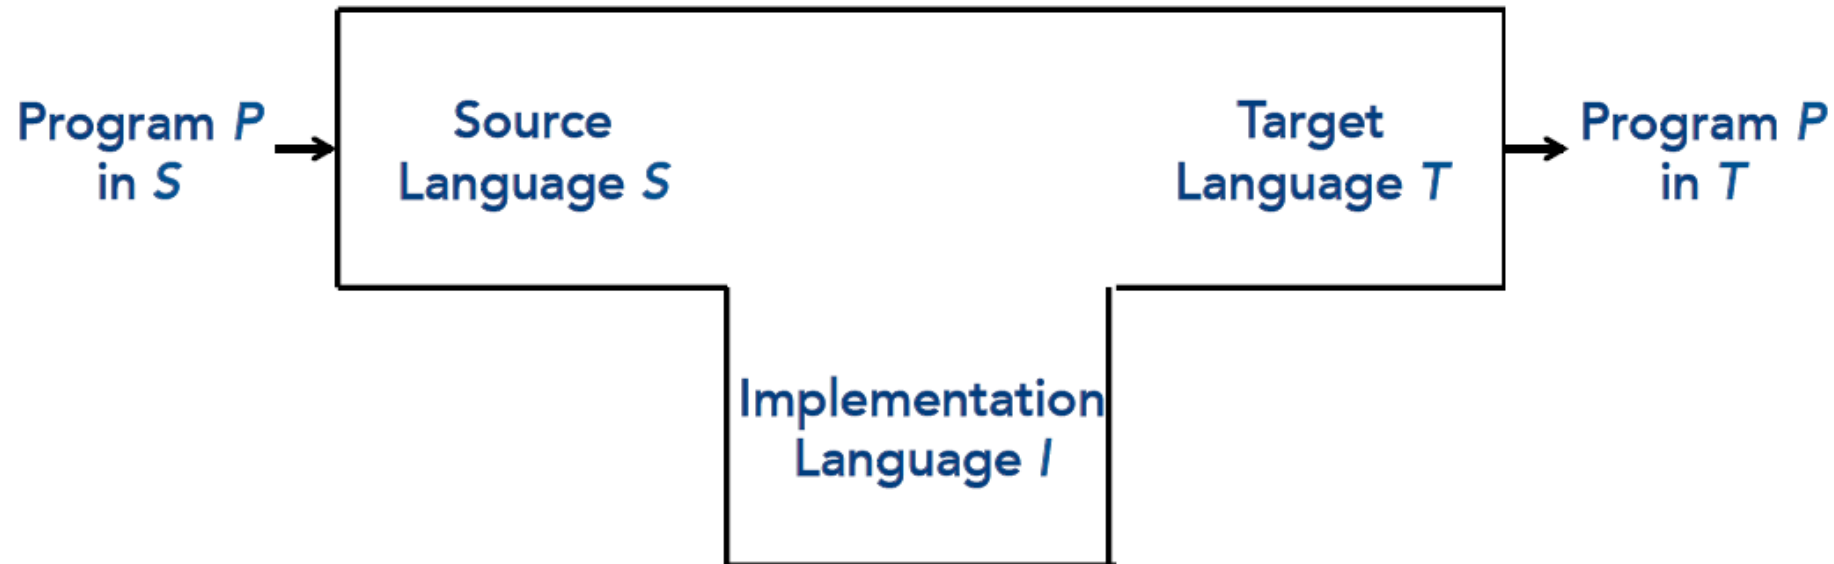 Program P
in S
Source
Language S
Target
Language T
Program P
in T
Implementation
Language I